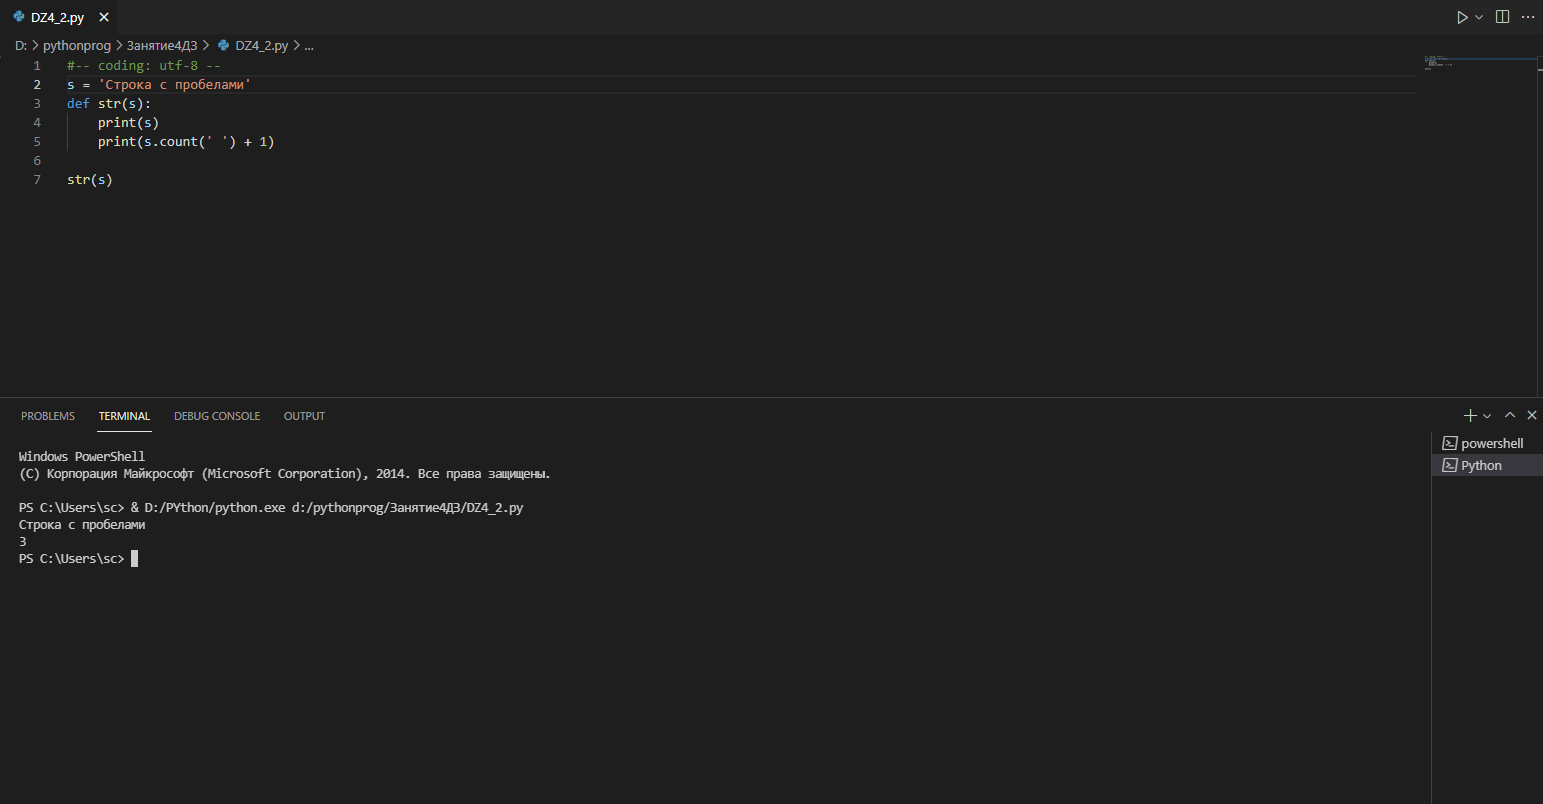 DZ4_2.py
D: > pythonprog > Занятие4ДЗ > DZ4_2.py > ...
1 #-- coding: utf-8 --
2 s = 'Строка с пробелами'
3 def str(s):
4     print(s)
5     print(s.count(' ') + 1)
6
7 str(s)
PROBLEMS TERMINAL DEBUG CONSOLE OUTPUT
Windows PowerShell
(C) Корпорация Майкрософт (Microsoft Corporation), 2014. Все права защищены.
PS C:\Users\sc> & D:/PYthon/python.exe d:/pythonprog/Занятие4ДЗ/DZ4_2.py
Строка с пробелами
3
PS C:\Users\sc>
powershell
Python